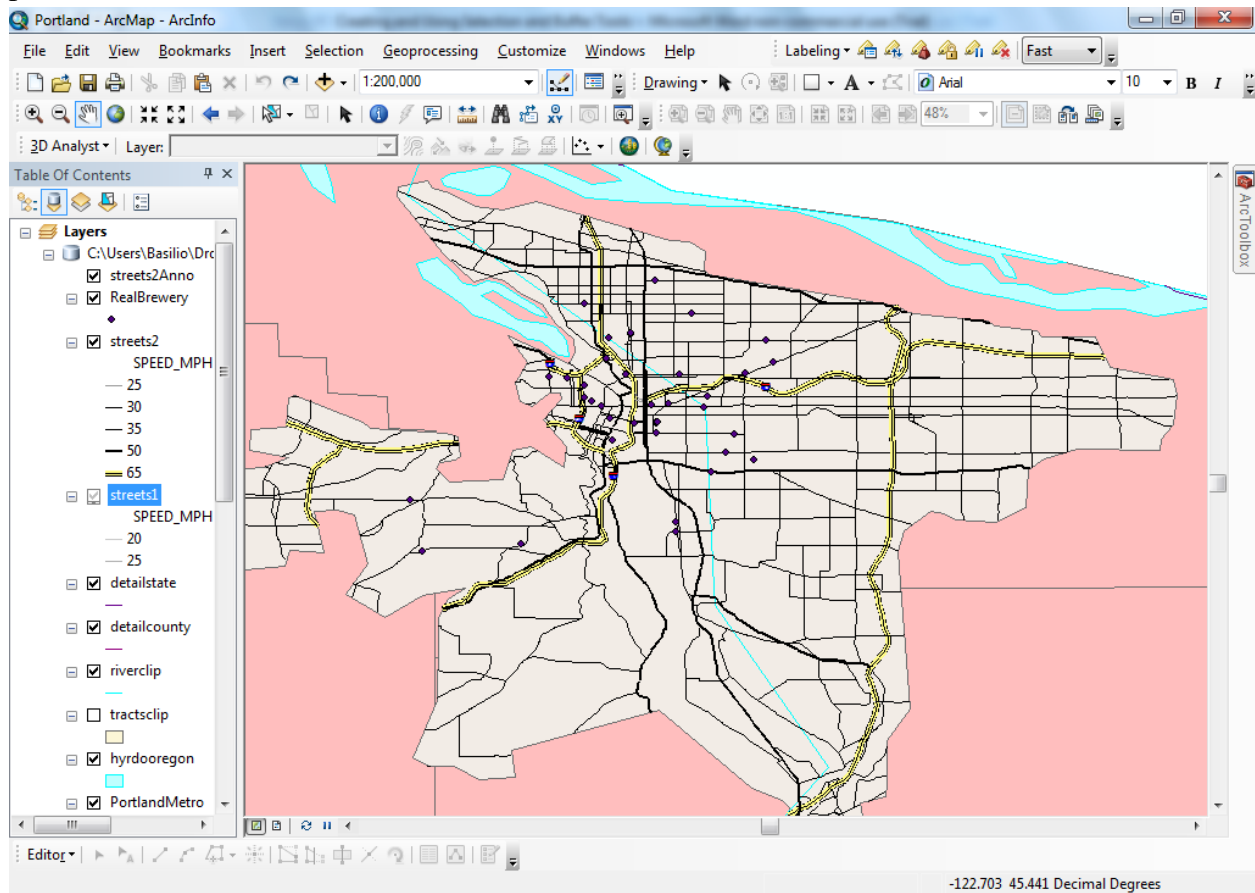 Portland - ArcMap - ArcInfo
File Edit View Bookmarks Insert Selection Geoprocessing Customize Windows Help Labeling Fast
1:200,000 Drawing A Arial 10 B I
48%
3D Analyst Layer:
Table Of Contents
ArcToolbox
Layers
C:\Users\Basilio\Drc
streets2Anno
RealBrewery
streets2
SPEED_MPH
25
30
35
50
65
streets1
SPEED_MPH
20
25
detailstate
detailcounty
riverclip
tractsclip
hyrdooregon
PortlandMetro
Editor
-122.703 45.441 Decimal Degrees